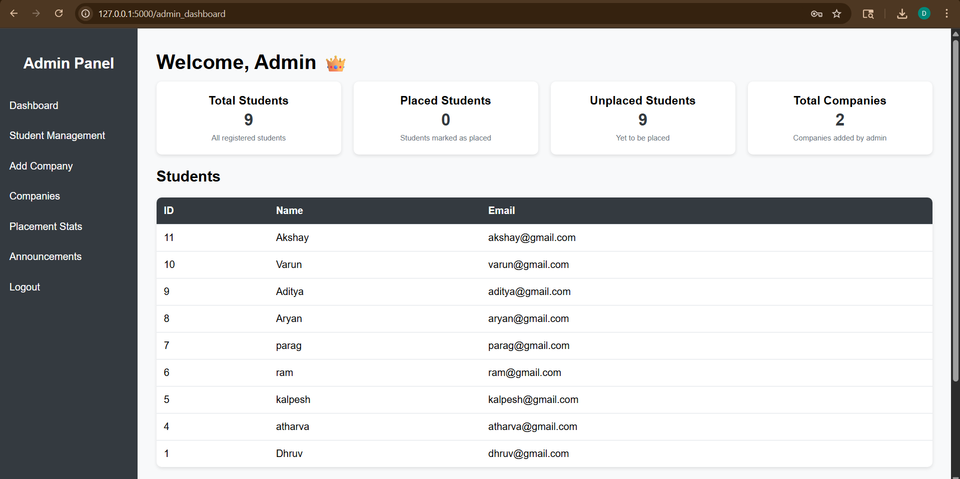 127.0.0.1:5000/admin_dashboard
D
Admin Panel
Dashboard
Student Management
Add Company
Companies
Placement Stats
Announcements
Logout
Welcome, Admin 👑
Total Students
9
All registered students
Placed Students
0
Students marked as placed
Unplaced Students
9
Yet to be placed
Total Companies
2
Companies added by admin
Students
ID Name Email
11 Akshay akshay@gmail.com
10 Varun varun@gmail.com
9 Aditya aditya@gmail.com
8 Aryan aryan@gmail.com
7 parag parag@gmail.com
6 ram ram@gmail.com
5 kalpesh kalpesh@gmail.com
4 atharva atharva@gmail.com
1 Dhruv dhruv@gmail.com